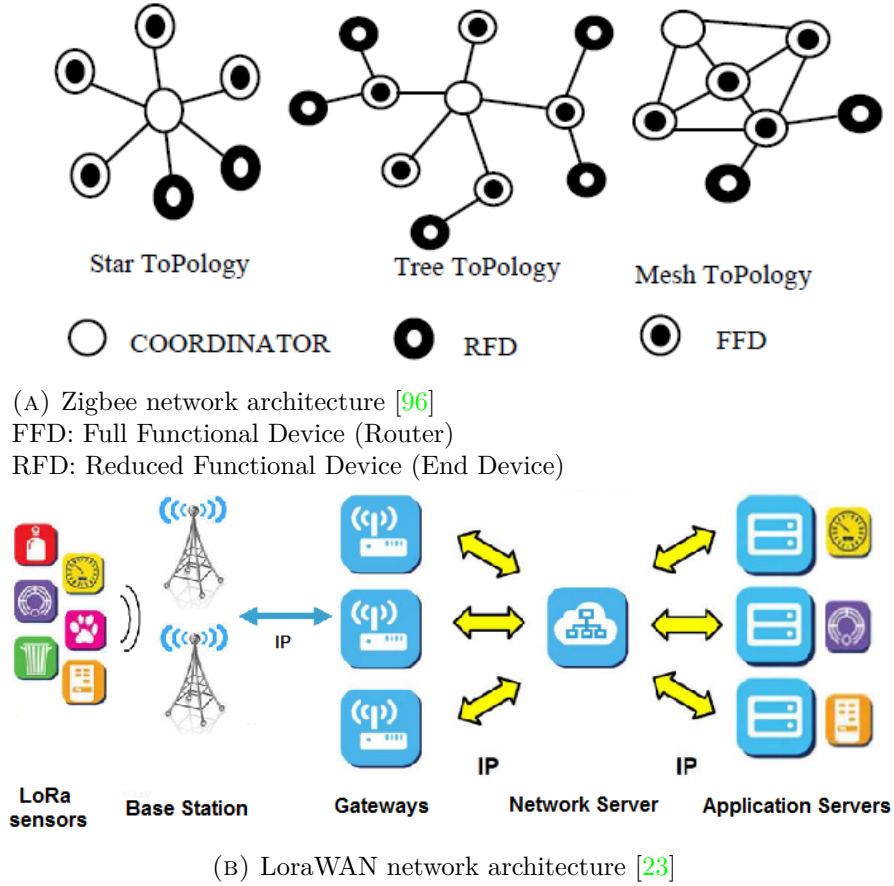 Star ToPology
Tree ToPology
Mesh ToPology
COORDINATOR
RFD
FFD
(A) Zigbee network architecture [96]
FFD: Full Functional Device (Router)
RFD: Reduced Functional Device (End Device)
IP
IP
IP
LoRa
sensors
Base Station
Gateways
Network Server
Application Servers
(B) LoraWAN network architecture [23]